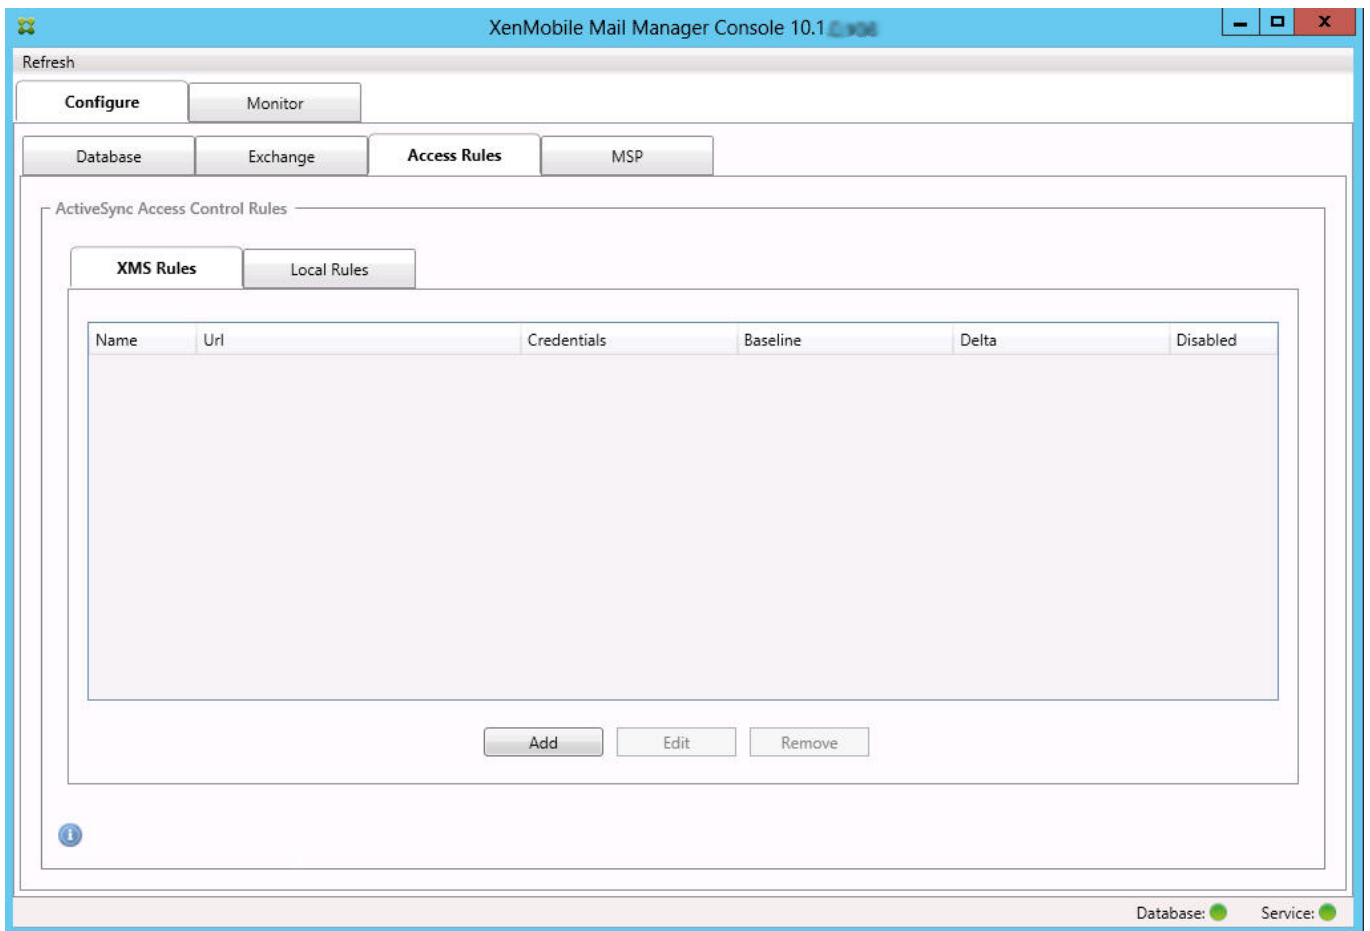 XenMobile Mail Manager Console 10.1
Refresh
Configure Monitor
Database Exchange Access Rules MSP
ActiveSync Access Control Rules
XMS Rules Local Rules
Name Url Credentials Baseline Delta Disabled
Add Edit Remove
Database: Service: